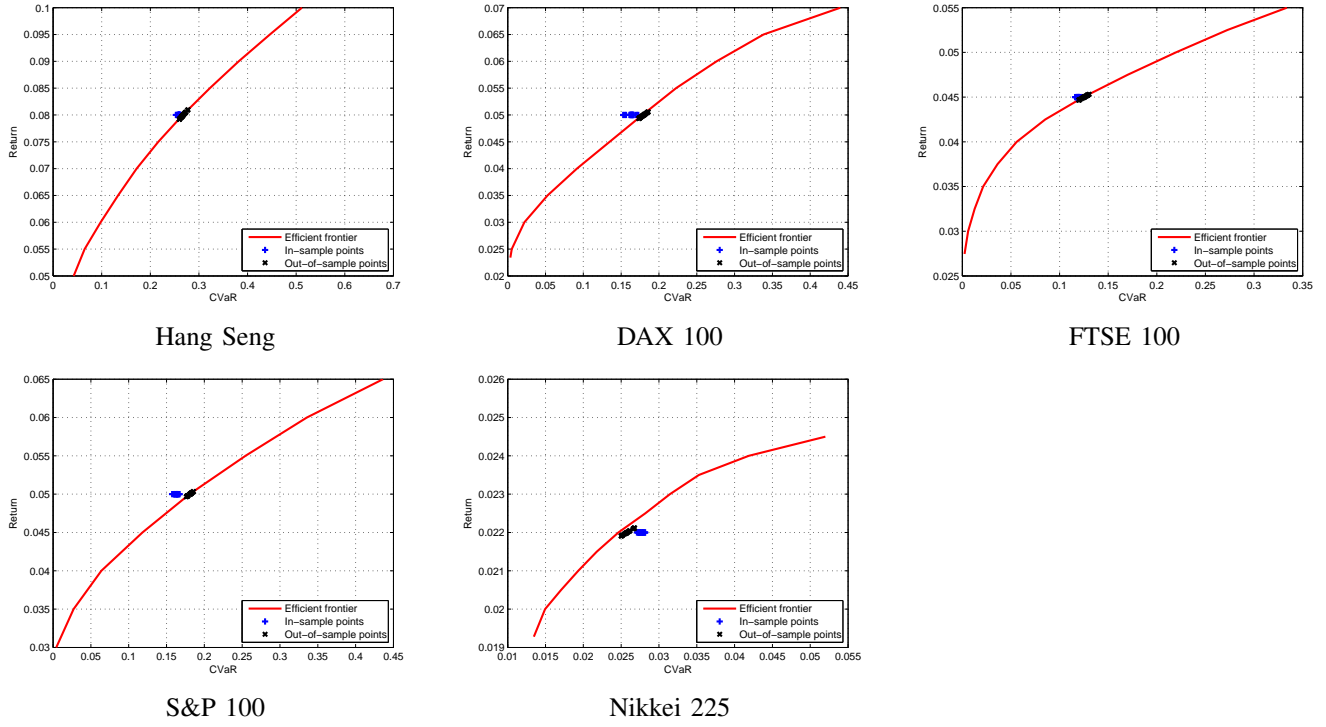 0.1
0.095
0.09
0.085
0.08
0.075
0.07
0.065
0.06
0.055
0.05
Return
0 0.1 0.2 0.3 0.4 0.5 0.6 0.7
CVaR
Efficient frontier
In−sample points
Out−of−sample points
Hang Seng
0.07
0.065
0.06
0.055
0.05
0.045
0.04
0.035
0.03
0.025
0.02
Return
0 0.05 0.1 0.15 0.2 0.25 0.3 0.35 0.4 0.45
CVaR
Efficient frontier
In−sample points
Out−of−sample points
DAX 100
0.055
0.05
0.045
0.04
0.035
0.03
0.025
Return
0 0.05 0.1 0.15 0.2 0.25 0.3 0.35
CVaR
Efficient frontier
In−sample points
Out−of−sample points
FTSE 100
0.065
0.06
0.055
0.05
0.045
0.04
0.035
0.03
Return
0 0.05 0.1 0.15 0.2 0.25 0.3 0.35 0.4 0.45
CVaR
Efficient frontier
In−sample points
Out−of−sample points
S&P 100
0.026
0.025
0.024
0.023
0.022
0.021
0.02
0.019
Return
0.01 0.015 0.02 0.025 0.03 0.035 0.04 0.045 0.05 0.055
CVaR
Efficient frontier
In−sample points
Out−of−sample points
Nikkei 225